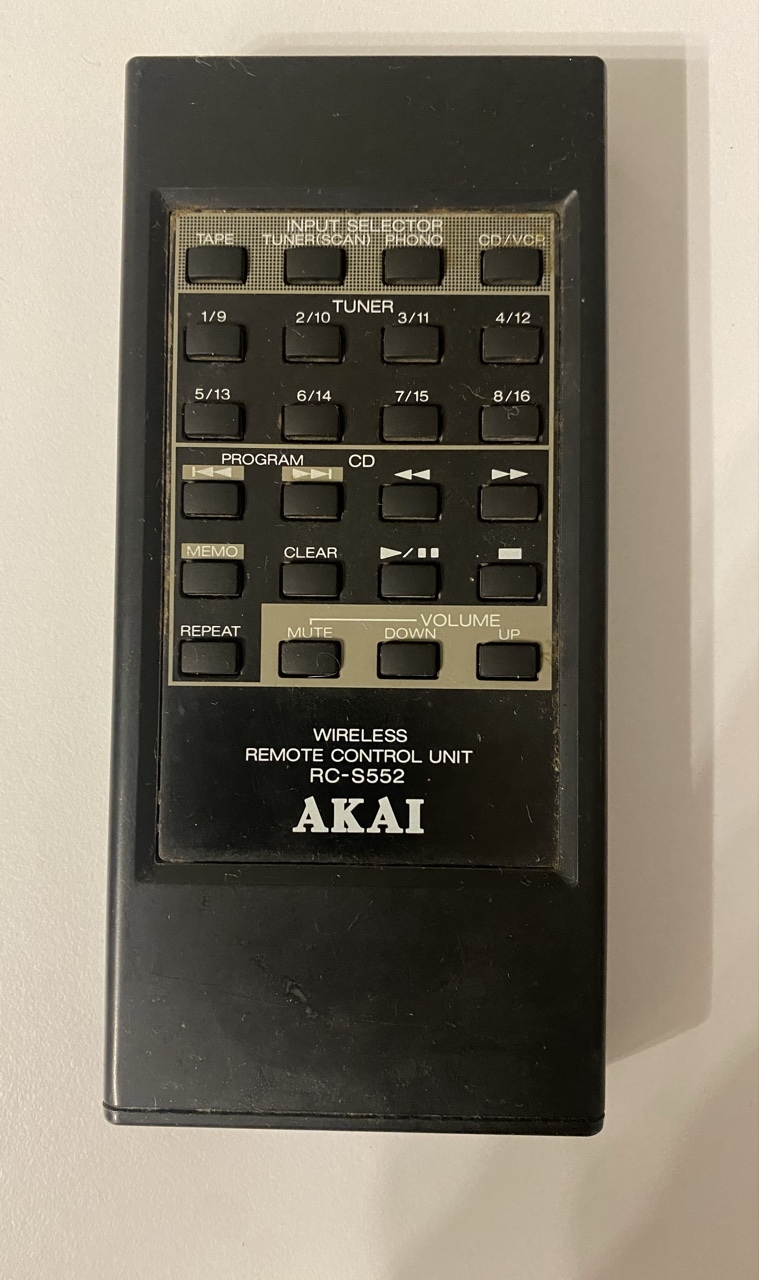 INPUT SELECTOR
TAPE TUNER(SCAN) PHONO CD/VCR
TUNER
1/9 2/10 3/11 4/12
5/13 6/14 7/15 8/16
PROGRAM CD
MEMO CLEAR
VOLUME
REPEAT MUTE DOWN UP
WIRELESS
REMOTE CONTROL UNIT
RC-S552
AKAI